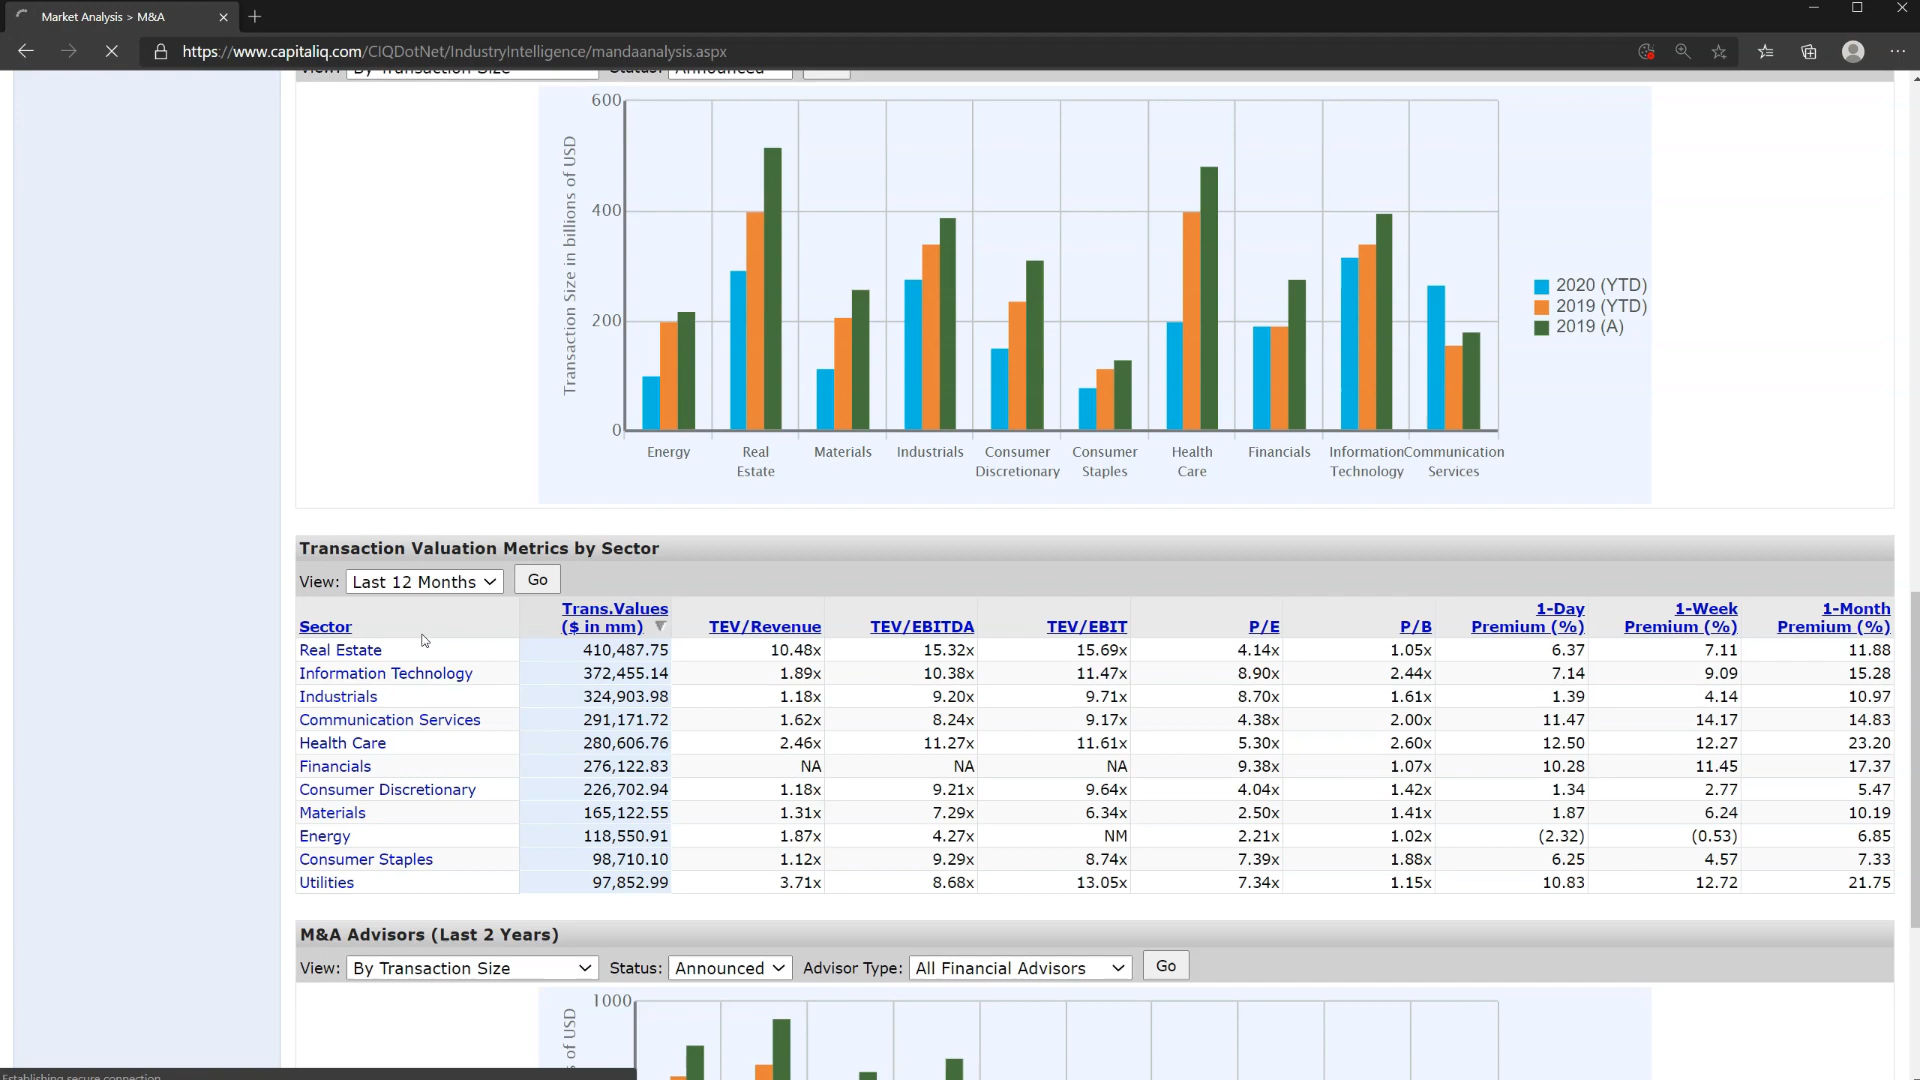 Market Analysis > M&A
https://www.capitaliq.com/CIQDotNet/IndustryIntelligence/mandaanalysis.aspx
View: By Transaction Size Status: Announced
600
400
200
0
Transaction Size in billions of USD
Energy
Real
Estate
Materials
Industrials
Consumer
Discretionary
Consumer
Staples
Health
Care
Financials
Information
Technology
Communication
Services
2020 (YTD)
2019 (YTD)
2019 (A)
Transaction Valuation Metrics by Sector
View: Last 12 Months Go
Sector Trans.Values ($ in mm) TEV/Revenue TEV/EBITDA TEV/EBIT P/E P/B 1-Day Premium (%) 1-Week Premium (%) 1-Month Premium (%)
Real Estate 410,487.75 10.48x 15.32x 15.69x 4.14x 1.05x 6.37 7.11 11.88
Information Technology 372,455.14 1.89x 10.38x 11.47x 8.90x 2.44x 7.14 9.09 15.28
Industrials 324,903.98 1.18x 9.20x 9.71x 8.70x 1.61x 1.39 4.14 10.97
Communication Services 291,171.72 1.62x 8.24x 9.17x 4.38x 2.00x 11.47 14.17 14.83
Health Care 280,606.76 2.46x 11.27x 11.61x 5.30x 2.60x 12.50 12.27 23.20
Financials 276,122.83 NA NA NA 9.38x 1.07x 10.28 11.45 17.37
Consumer Discretionary 226,702.94 1.18x 9.21x 9.64x 4.04x 1.42x 1.34 2.77 5.47
Materials 165,122.55 1.31x 7.29x 6.34x 2.50x 1.41x 1.87 6.24 10.19
Energy 118,550.91 1.87x 4.27x NM 2.21x 1.02x (2.32) (0.53) 6.85
Consumer Staples 98,710.10 1.12x 9.29x 8.74x 7.39x 1.88x 6.25 4.57 7.33
Utilities 97,852.99 3.71x 8.68x 13.05x 7.34x 1.15x 10.83 12.72 21.75
M&A Advisors (Last 2 Years)
View: By Transaction Size Status: Announced Advisor Type: All Financial Advisors Go
1000
of USD
Establishing secure connection